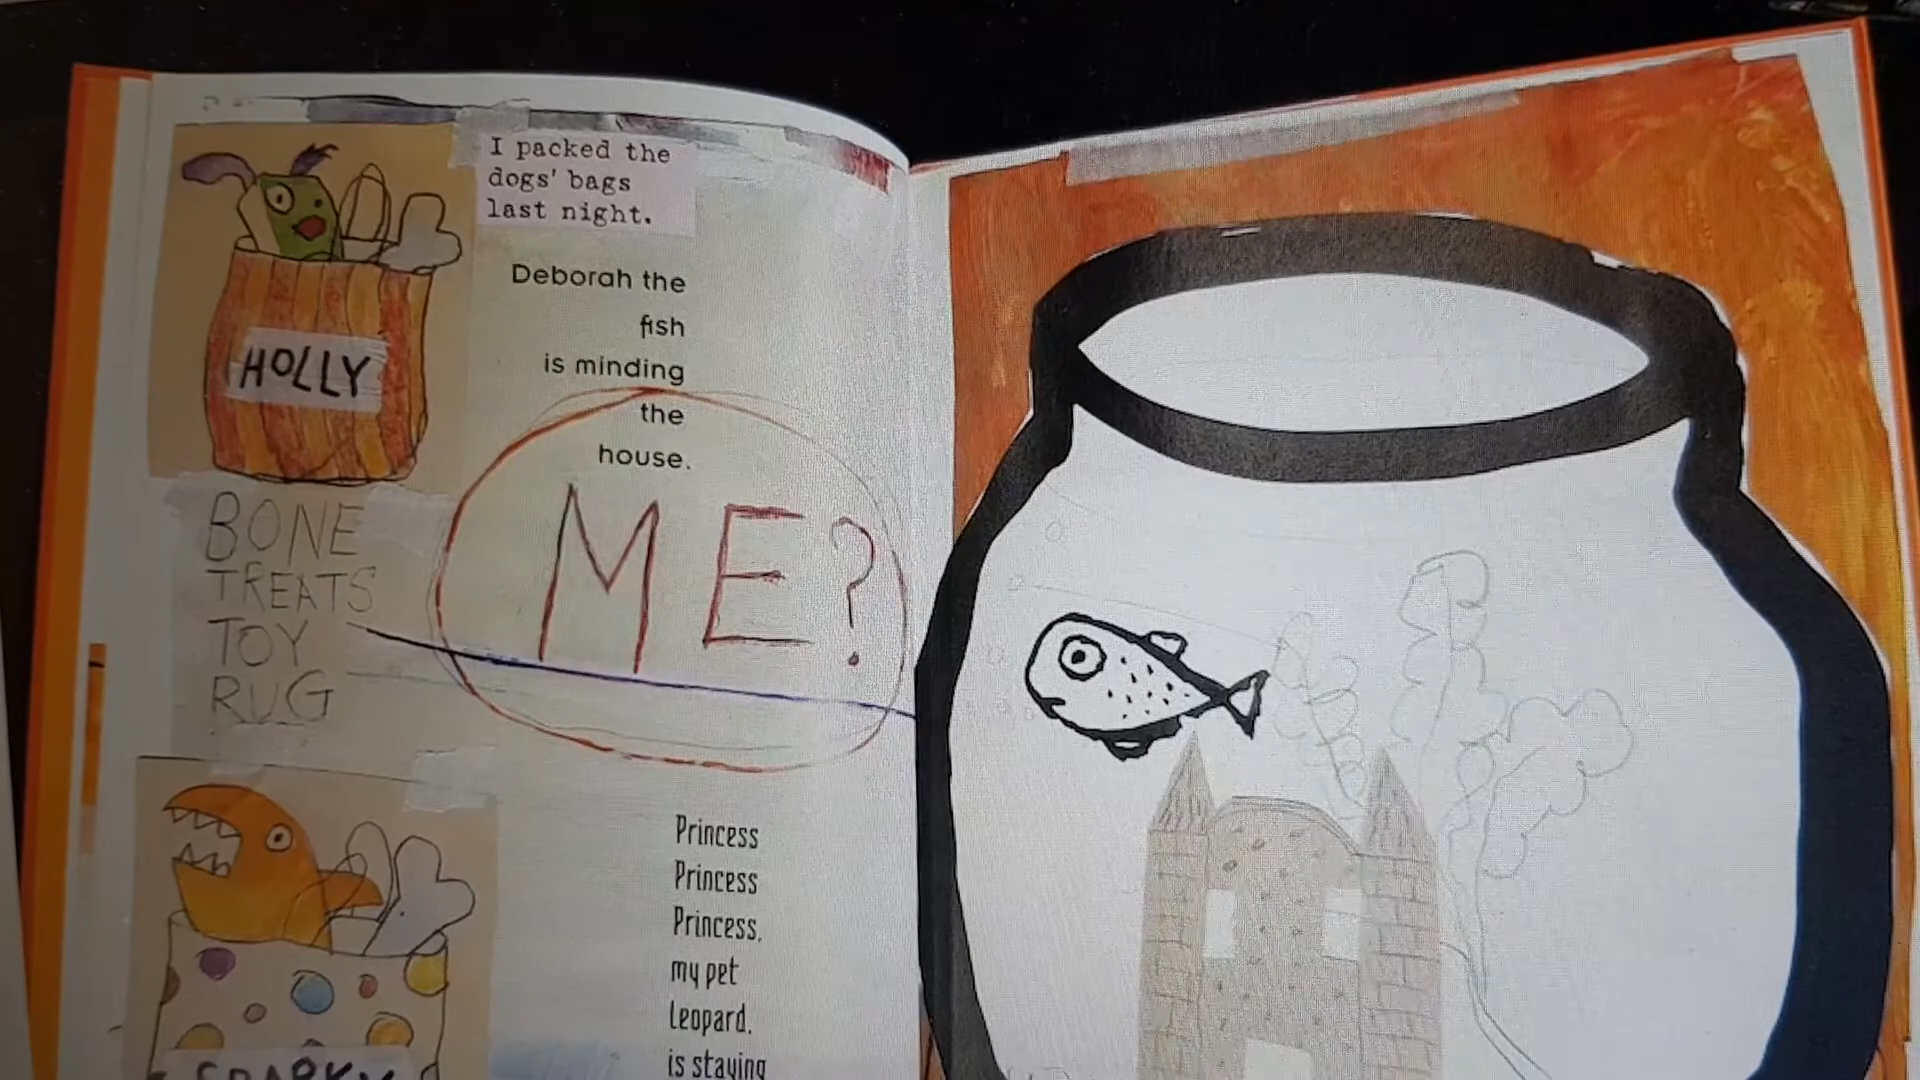 I packed the
dogs' bags
last night.
HOLLY
Deborah the
fish
is minding
the
house.
ME?
BONE
TREATS
TOY
RUG
Princess
Princess
Princess,
my pet
Leopard,
is staying
SPARKY